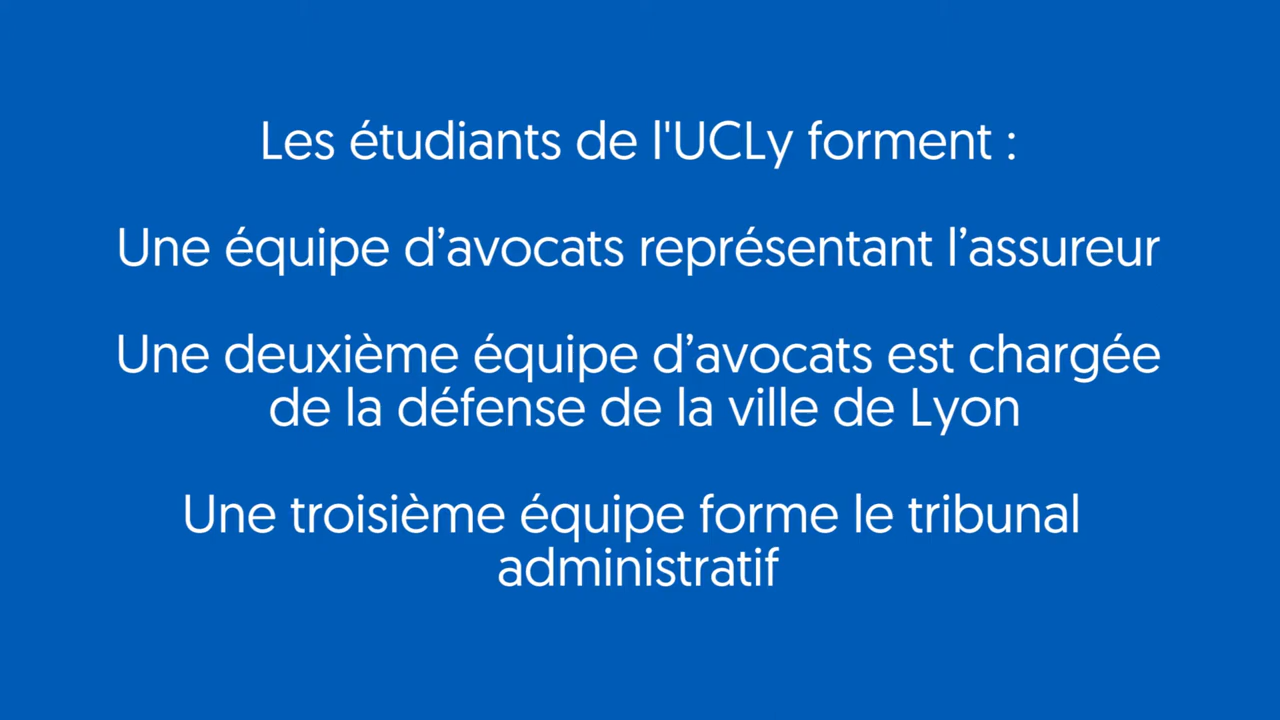 Les étudiants de l'UCLy forment :
Une équipe d’avocats représentant l’assureur
Une deuxième équipe d’avocats est chargée
de la défense de la ville de Lyon
Une troisième équipe forme le tribunal
administratif